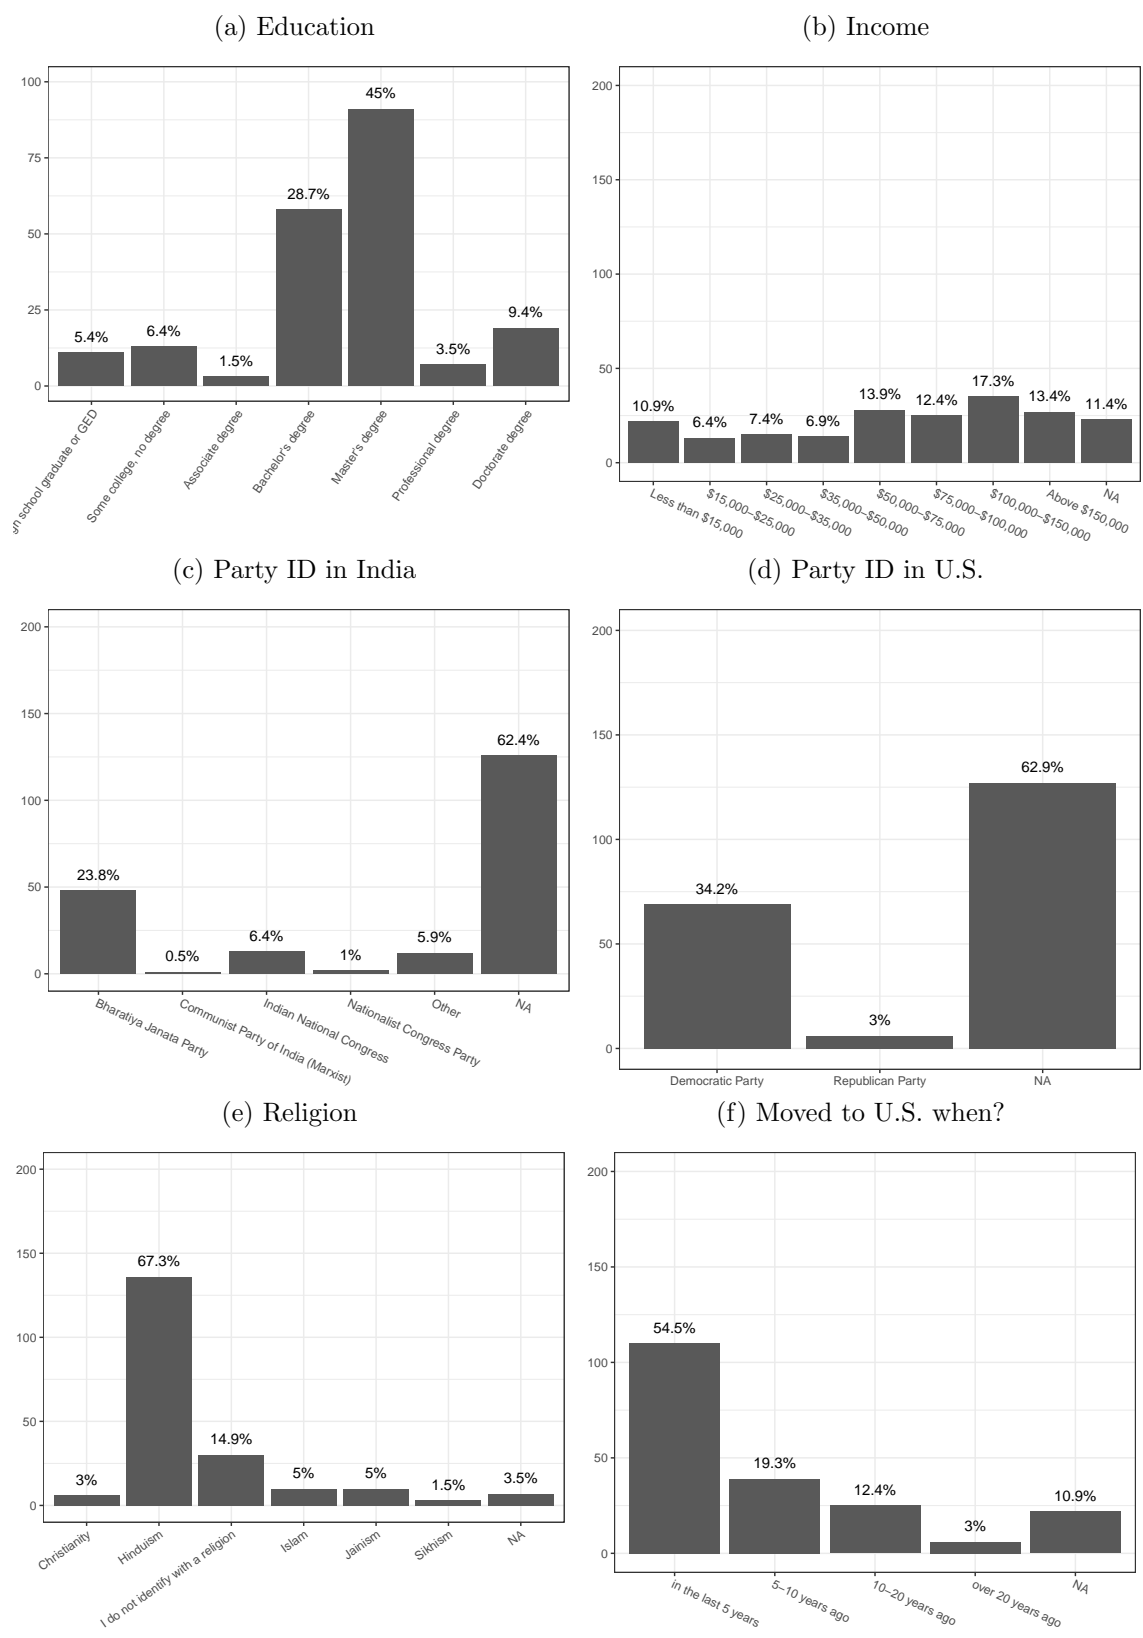 (a) Education
100
75
50
25
0
5.4%
6.4%
1.5%
28.7%
45%
3.5%
9.4%
school graduate or GED
Some college, no degree
Associate degree
Bachelor's degree
Master's degree
Professional degree
Doctorate degree
(b) Income
200
150
100
50
0
10.9%
6.4%
7.4%
6.9%
13.9%
12.4%
17.3%
13.4%
11.4%
Less than $15,000
$15,000–$25,000
$25,000–$35,000
$35,000–$50,000
$50,000–$75,000
$75,000–$100,000
$100,000–$150,000
Above $150,000
NA
(c) Party ID in India
200
150
100
50
0
23.8%
0.5%
6.4%
1%
5.9%
62.4%
Bharatiya Janata Party
Communist Party of India (Marxist)
Indian National Congress
Nationalist Congress Party
Other
NA
(d) Party ID in U.S.
200
150
100
50
0
34.2%
3%
62.9%
Democratic Party
Republican Party
NA
(e) Religion
200
150
100
50
0
3%
67.3%
14.9%
5%
5%
1.5%
3.5%
Christianity
Hinduism
I do not identify with a religion
Islam
Jainism
Sikhism
NA
(f) Moved to U.S. when?
200
150
100
50
0
54.5%
19.3%
12.4%
3%
10.9%
in the last 5 years
5–10 years ago
10–20 years ago
over 20 years ago
NA